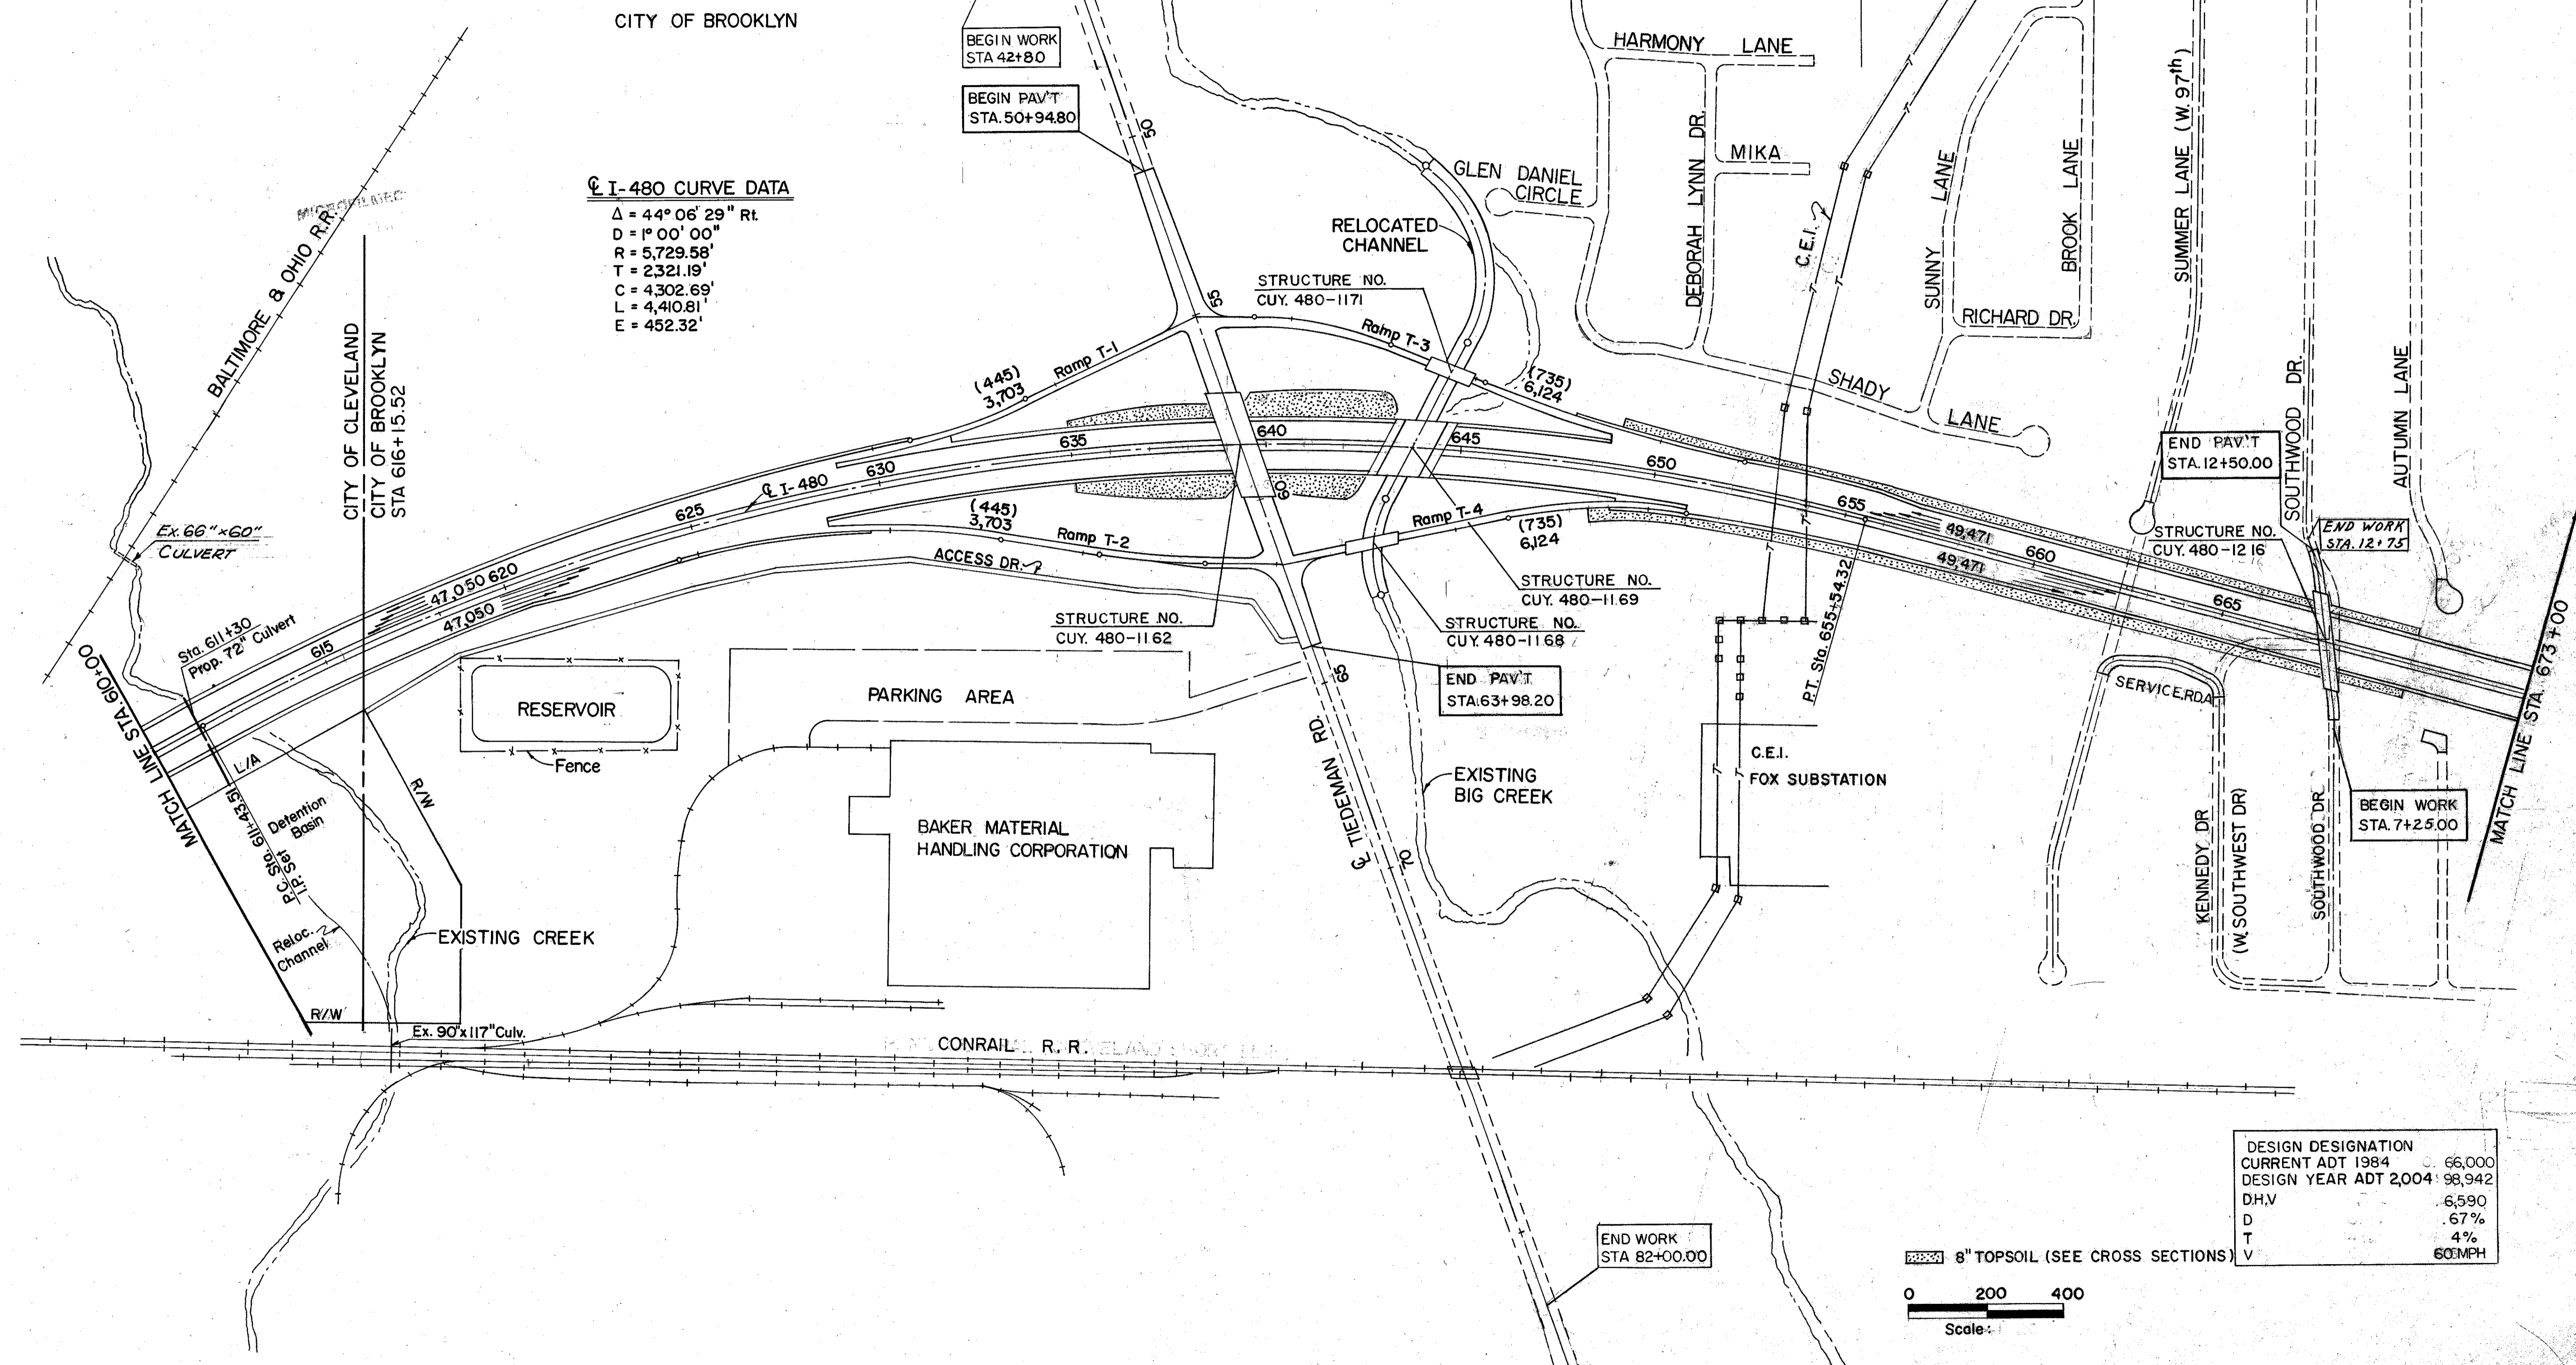 CITY OF BROOKLYN
BEGIN WORK
STA 42+80
BEGIN PAV'T
STA. 50+94.80
50
HARMONY LANE
SUMMER LANE (W. 97th)
GLEN DANIEL
CIRCLE
DEBORAH LYNN DR.
MIKA
C.E.I.
SUNNY LANE
BROOK LANE
RICHARD DR.
SHADY LANE
SOUTHWOOD DR.
AUTUMN LANE
MICROFILMED
BALTIMORE & OHIO R.R.
℄ I-480 CURVE DATA
Δ = 44° 06' 29" Rt.
D = 1° 00' 00"
R = 5,729.58'
T = 2,321.19'
C = 4,302.69'
L = 4,410.81'
E = 452.32'
RELOCATED
CHANNEL
STRUCTURE NO.
CUY. 480-1171
55
CITY OF CLEVELAND
CITY OF BROOKLYN
STA 616+15.52
(445)
3,703
Ramp T-1
Ramp T-3
(735)
6,124
END PAV'T
STA. 12+50.00
END WORK
STA. 12+75
STRUCTURE NO.
CUY. 480-12 16
Ex. 66"x60"
CULVERT
615
620
625
630
635
640
645
650
655
660
665
℄ I-480
47,050
47,050
49,471
49,471
60
(445)
3,703
Ramp T-2
Ramp T-4
(735)
6,124
ACCESS DR.
STRUCTURE NO.
CUY. 480-11.62
STRUCTURE NO.
CUY. 480-11.69
STRUCTURE NO.
CUY. 480-11.68
P.T. Sta. 655+54.32
Sta. 611+30
Prop. 72" Culvert
MATCH LINE STA. 610+00
MATCH LINE STA. 673+00
END PAV'T
STA. 63+98.20
65
SERVICE RD. A
RESERVOIR
Fence
PARKING AREA
L/A
R/W
P.C. Sta. 611+43.51
I.P. Set
Detention
Basin
℄ TIEDEMAN RD.
70
EXISTING
BIG CREEK
C.E.I.
FOX SUBSTATION
BEGIN WORK
STA. 7+25.00
BAKER MATERIAL
HANDLING CORPORATION
KENNEDY DR
(W. SOUTHWEST DR)
SOUTHWOOD DR.
Reloc.
Channel
EXISTING CREEK
R/W
Ex. 90"x117" Culv.
CONRAIL R. R.
END WORK
STA 82+00.00
DESIGN DESIGNATION
CURRENT ADT 1984 66,000
DESIGN YEAR ADT 2,004 98,942
D.H.V 6,590
D .67%
T 4%
V 60 MPH
8" TOPSOIL (SEE CROSS SECTIONS)
0 200 400
Scale: